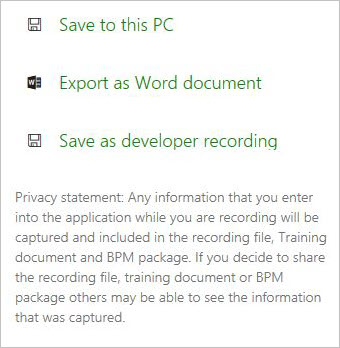 Save to this PC
Export as Word document
Save as developer recording
Privacy statement: Any information that you enter
into the application while you are recording will be
captured and included in the recording file, Training
document and BPM package. If you decide to share
the recording file, training document or BPM
package others may be able to see the information
that was captured.